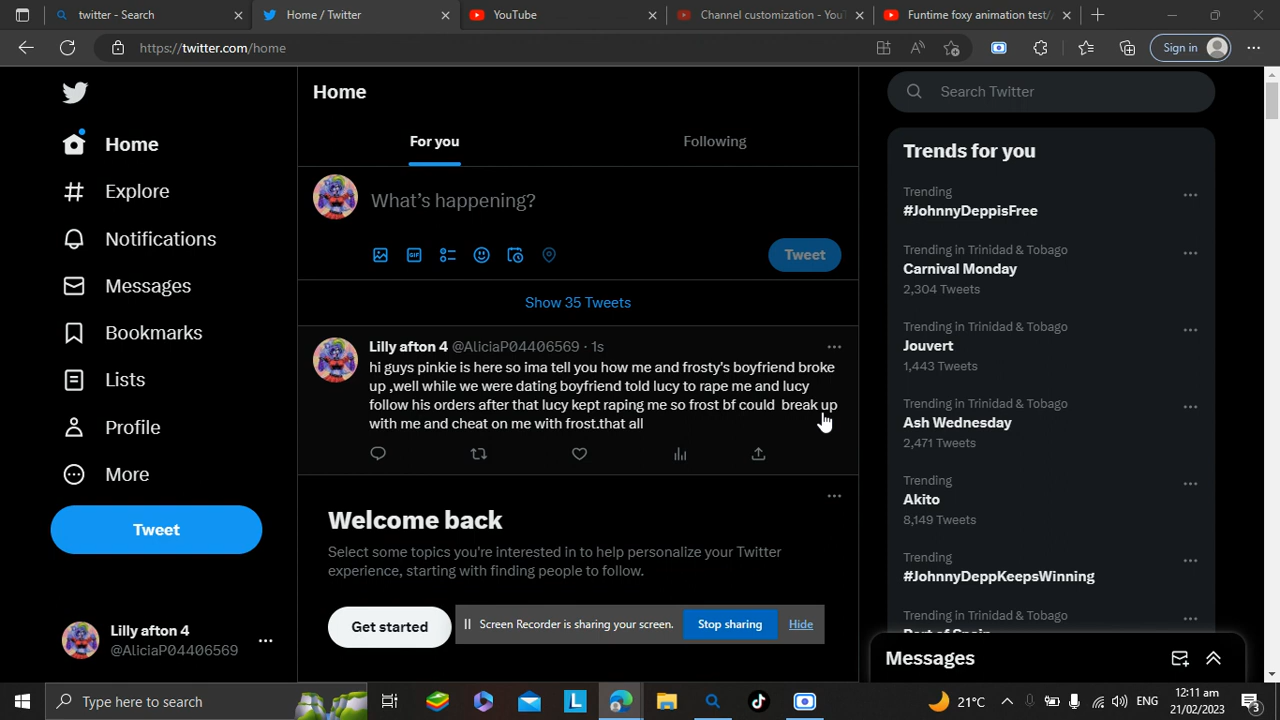 twitter - Search
Home / Twitter
YouTube
Channel customization - You
Funtime foxy animation test/
https://twitter.com/home
Sign in
Home
Explore
Notifications
Messages
Bookmarks
Lists
Profile
More
Tweet
Lilly afton 4
@AliciaP04406569
Home
For you
Following
What's happening?
GIF
Tweet
Show 35 Tweets
Lilly afton 4 @AliciaP04406569 · 1s
hi guys pinkie is here so ima tell you how me and frosty's boyfriend broke
up ,well while we were dating boyfriend told lucy to rape me and lucy
follow his orders after that lucy kept raping me so frost bf could break up
with me and cheat on me with frost.that all
Welcome back
Select some topics you're interested in to help personalize your Twitter
experience, starting with finding people to follow.
Get started
Screen Recorder is sharing your screen.
Stop sharing
Hide
Search Twitter
Trends for you
Trending
#JohnnyDeppisFree
Trending in Trinidad & Tobago
Carnival Monday
2,304 Tweets
Trending in Trinidad & Tobago
Jouvert
1,443 Tweets
Trending in Trinidad & Tobago
Ash Wednesday
2,471 Tweets
Trending
Akito
8,149 Tweets
Trending
#JohnnyDeppKeepsWinning
Trending in Trinidad & Tobago
Messages
Type here to search
L
21°C
ENG
12:11 am
21/02/2023
3